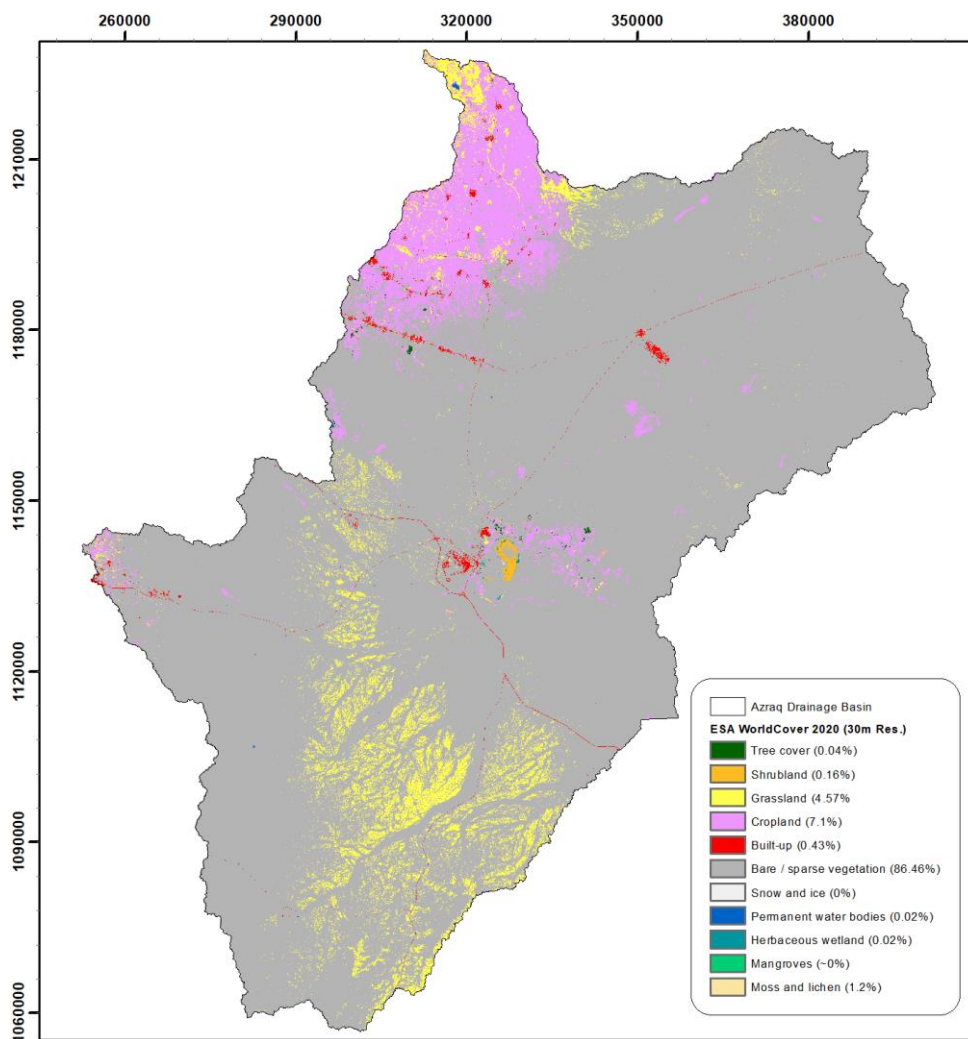 260000 290000 320000 350000 380000
1210000
1180000
1150000
1120000
1090000
1060000
Azraq Drainage Basin
ESA WorldCover 2020 (30m Res.)
Tree cover (0.04%)
Shrubland (0.16%)
Grassland (4.57%
Cropland (7.1%)
Built-up (0.43%)
Bare / sparse vegetation (86.46%)
Snow and ice (0%)
Permanent water bodies (0.02%)
Herbaceous wetland (0.02%)
Mangroves (~0%)
Moss and lichen (1.2%)